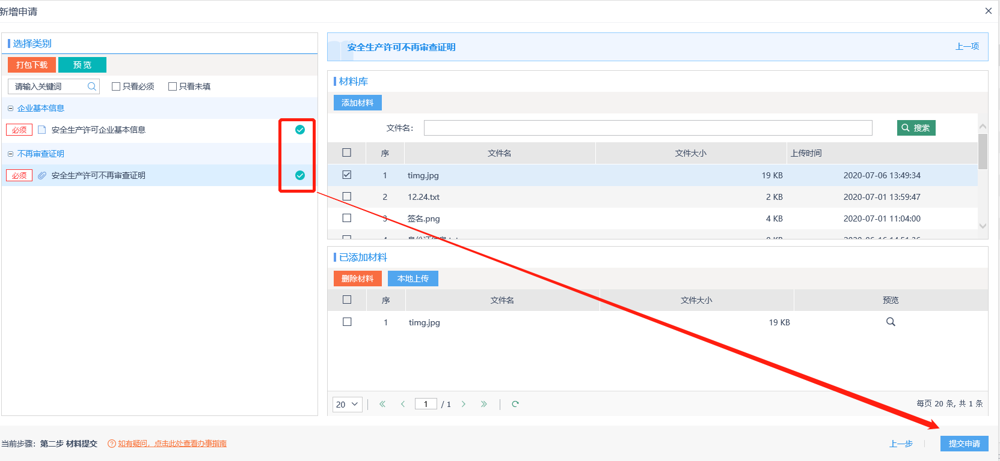 新增申请
选择类别
打包下载 预 览
请输入关键词 只看必须 只看未填
企业基本信息
必须 安全生产许可企业基本信息
不再审查证明
必须 安全生产许可不再审查证明
安全生产许可不再审查证明 上一项
材料库
添加材料
文件名: 搜索
序 文件名 文件大小 上传时间
1 timg.jpg 19 KB 2020-07-06 13:49:34
2 12.24.txt 2 KB 2020-07-01 13:59:47
3 签名.png 4 KB 2020-07-01 11:04:00
已添加材料
删除材料 本地上传
序 文件名 文件大小 预览
1 timg.jpg 19 KB
20 1 / 1 每页 20 条, 共 1 条
当前步骤: 第二步 材料提交 ? 如有疑问，点击此处查看办事指南 上一步 提交申请